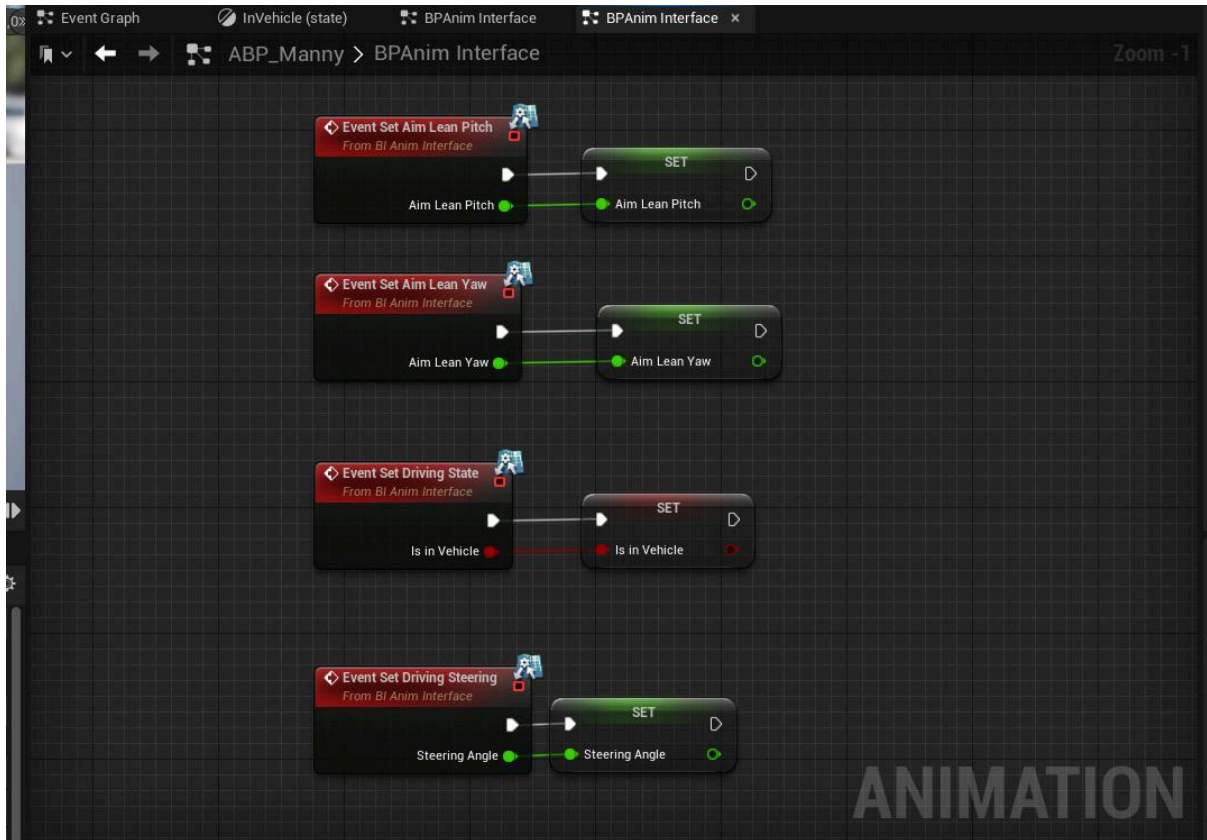 .0x
Event Graph
InVehicle (state)
BPAnim Interface
BPAnim Interface ×
ABP_Manny > BPAnim Interface
Zoom -1
Event Set Aim Lean Pitch
From BI Anim Interface
SET
Aim Lean Pitch
Aim Lean Pitch
Event Set Aim Lean Yaw
From BI Anim Interface
SET
Aim Lean Yaw
Aim Lean Yaw
Event Set Driving State
From BI Anim Interface
SET
Is in Vehicle
Is in Vehicle
Event Set Driving Steering
From BI Anim Interface
SET
Steering Angle
Steering Angle
ANIMATION